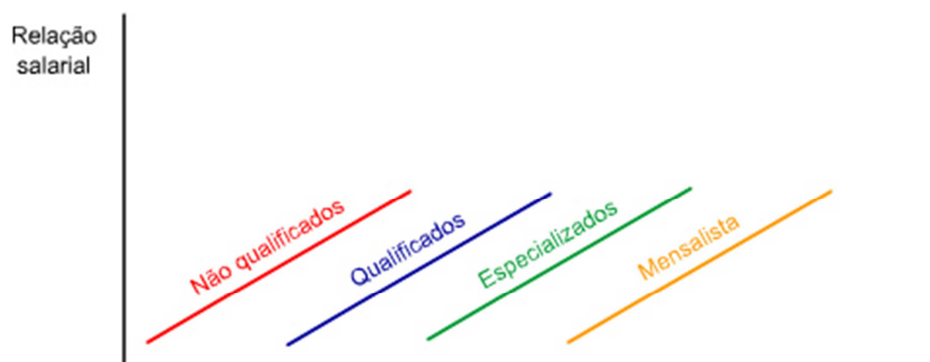 Relação
salarial
Não qualificados
Qualificados
Especializados
Mensalista